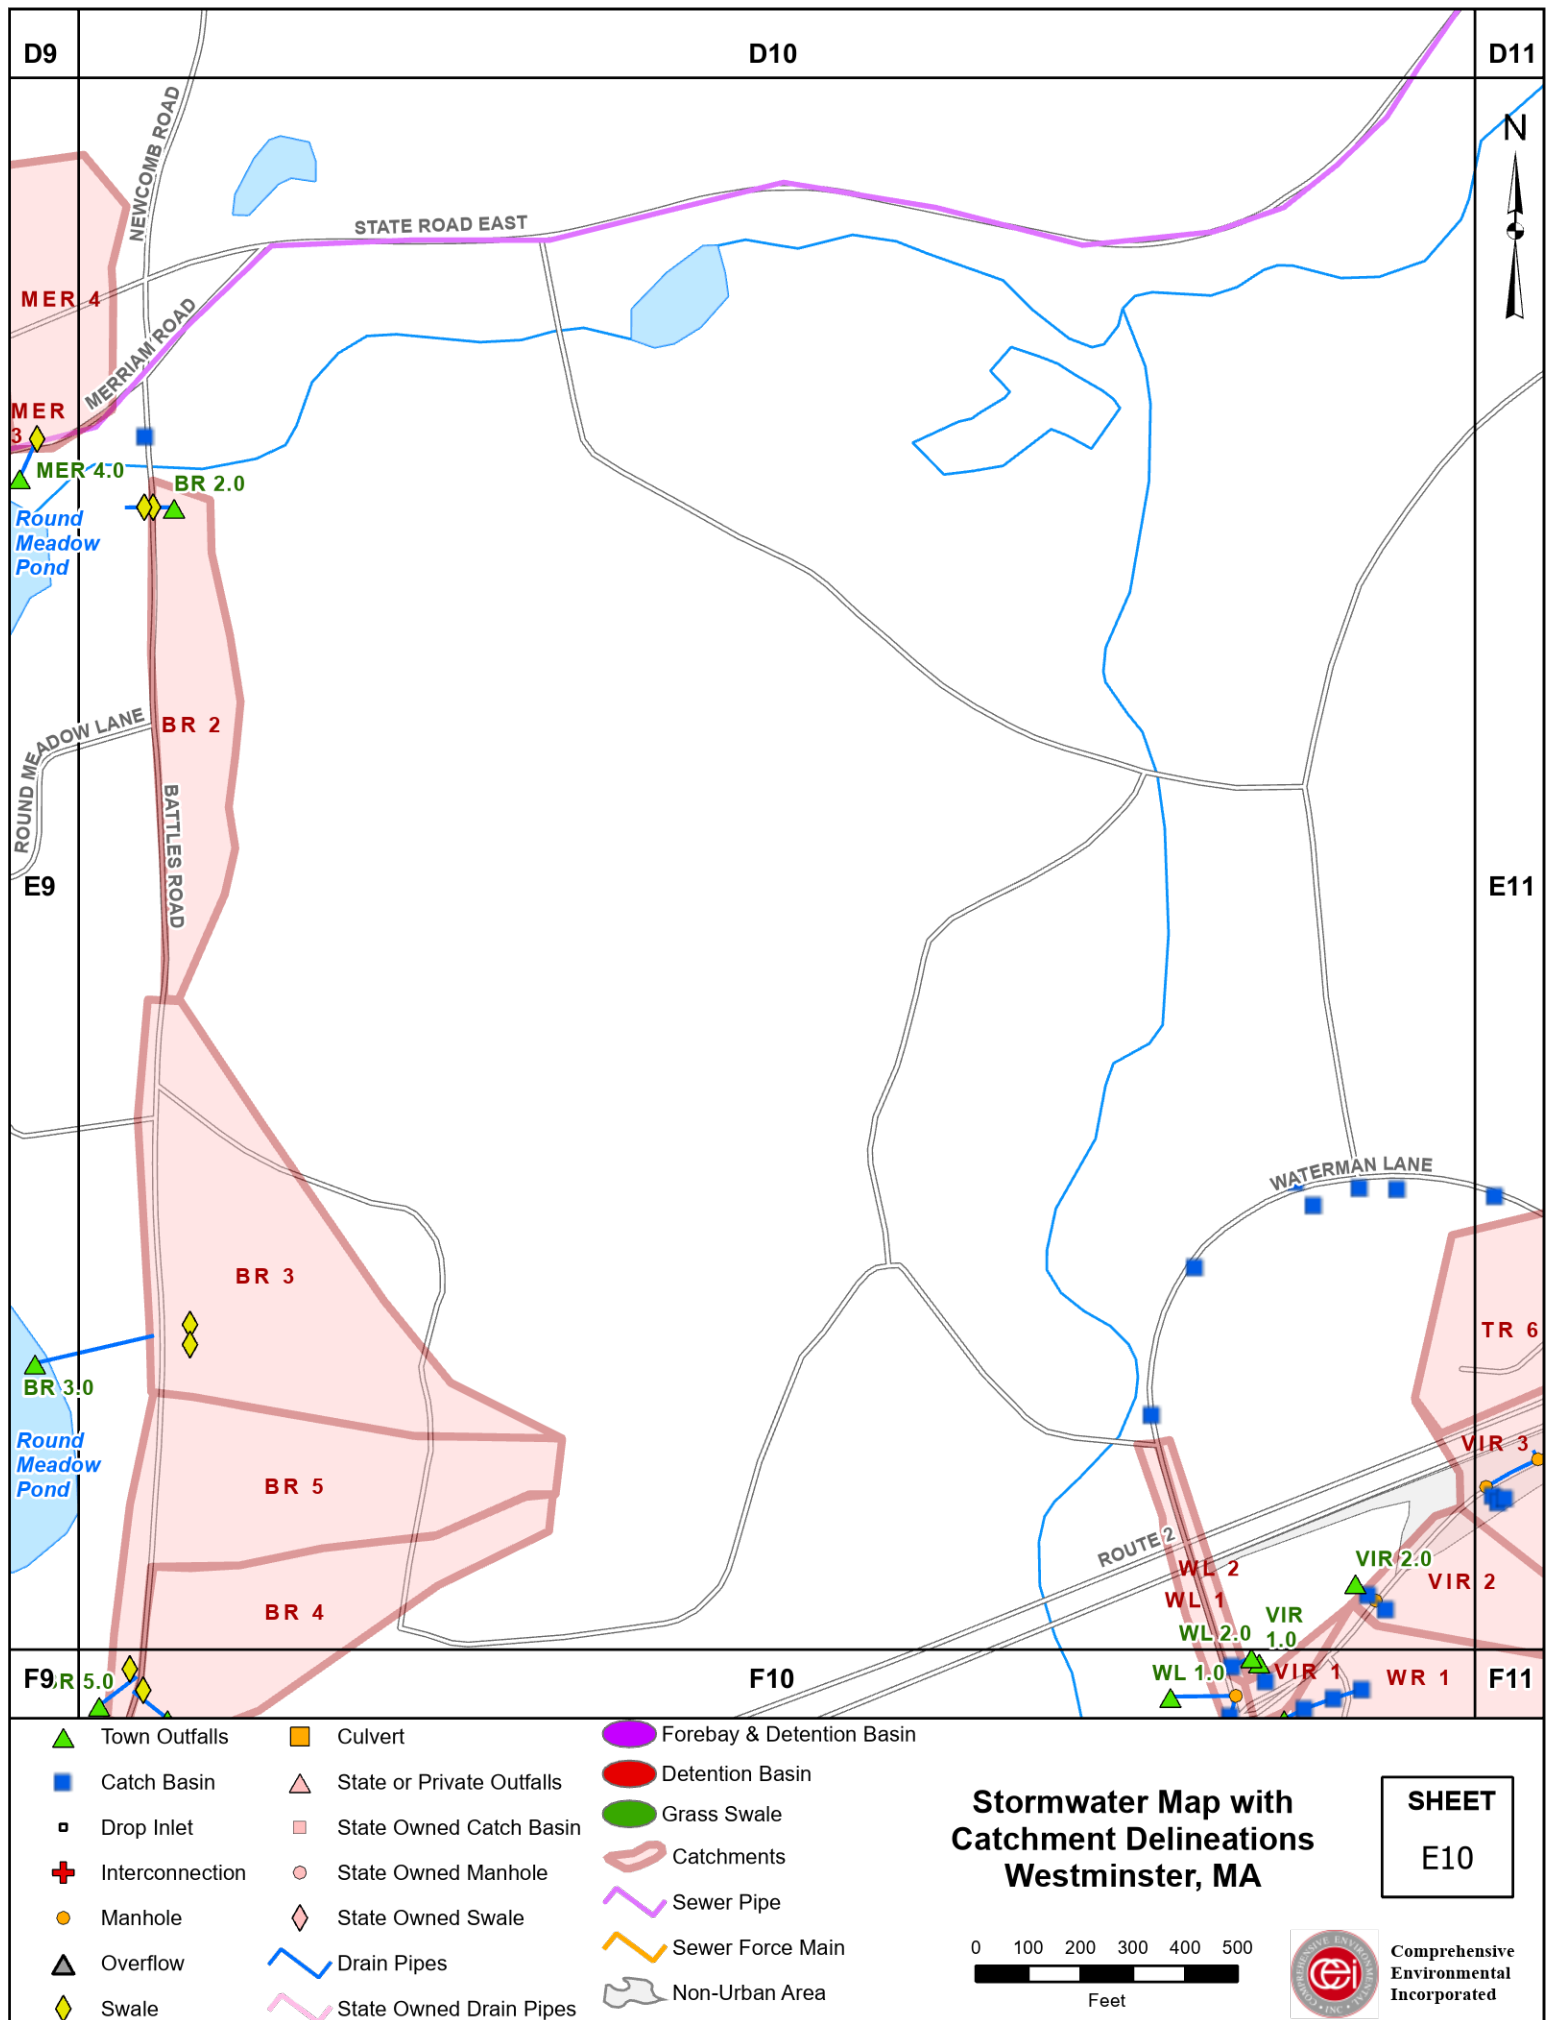 D9
D10
D11
N
NEWCOMB ROAD
STATE ROAD EAST
MER 4
MERRIAM ROAD
MER
3
MER 4.0
BR 2.0
Round
Meadow
Pond
BR 2
ROUND MEADOW LANE
BATTLES ROAD
E9
E11
WATERMAN LANE
BR 3
TR 6
BR 3.0
Round
Meadow
Pond
VIR 3
BR 5
ROUTE 2
VIR 2.0
WL 2
VIR 2
WL 1
BR 4
VIR
1.0
WL 2.0
F9
R 5.0
F10
WL 1.0
VIR 1
WR 1
F11
Town Outfalls
Catch Basin
Drop Inlet
Interconnection
Manhole
Overflow
Swale
Culvert
State or Private Outfalls
State Owned Catch Basin
State Owned Manhole
State Owned Swale
Drain Pipes
State Owned Drain Pipes
Forebay & Detention Basin
Detention Basin
Grass Swale
Catchments
Sewer Pipe
Sewer Force Main
Non-Urban Area
Stormwater Map with
Catchment Delineations
Westminster, MA
SHEET
E10
0 100 200 300 400 500
Feet
COMPREHENSIVE ENVIRONMENTAL
• INC •
cei
Comprehensive
Environmental
Incorporated